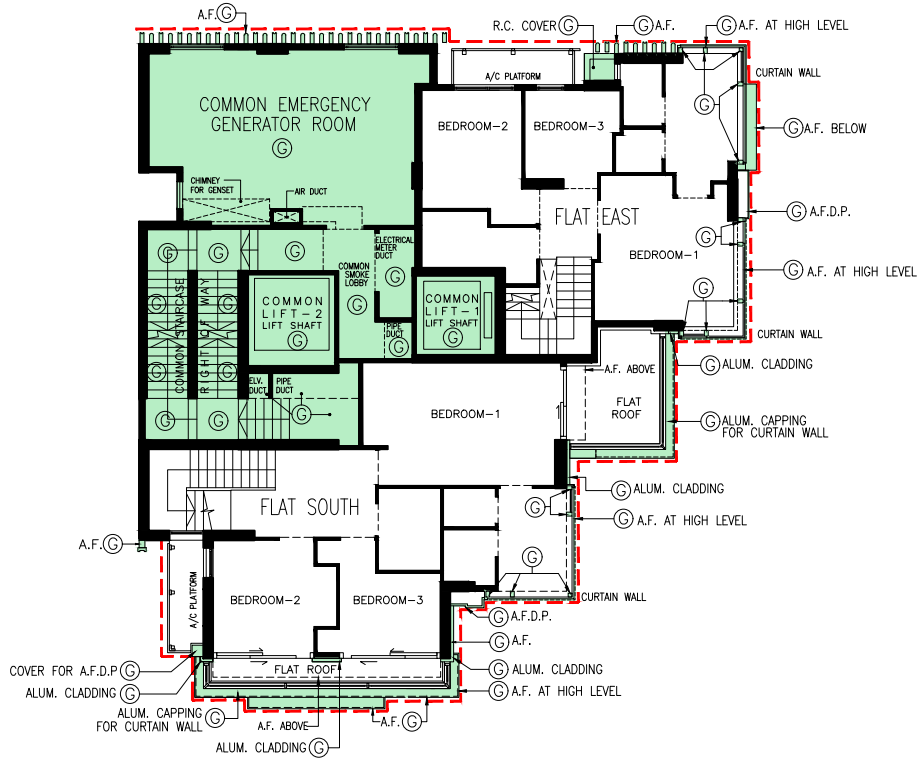 A.F. G
R.C. COVER G
G A.F.
G A.F. AT HIGH LEVEL
CURTAIN WALL
A/C PLATFORM
COMMON EMERGENCY
GENERATOR ROOM
G
G
BEDROOM-2
BEDROOM-3
G A.F. BELOW
CHIMNEY
FOR GENSET
AIR DUCT
FLAT EAST
G A.F.D.P.
G
G
G
G
ELECTRICAL
METER
DUCT
G
G
BEDROOM-1
COMMON
SMOKE
LOBBY
G
G A.F. AT HIGH LEVEL
G
G
COMMON
LIFT-2
LIFT SHAFT
G
COMMON
LIFT-1
LIFT SHAFT
G
G
COMMON STAIRCASE
RIGHT OF WAY
PIPE
DUCT
G
CURTAIN WALL
G
G
A.F. ABOVE
G ALUM. CLADDING
ELV.
DUCT
PIPE
DUCT
G
BEDROOM-1
FLAT
ROOF
G
G
G ALUM. CAPPING
FOR CURTAIN WALL
G ALUM. CLADDING
FLAT SOUTH
G
G A.F. AT HIGH LEVEL
A.F. G
G
A/C PLATFORM
BEDROOM-2
BEDROOM-3
CURTAIN WALL
G A.F.D.P.
G A.F.
COVER FOR A.F.D.P G
FLAT ROOF
G ALUM. CLADDING
ALUM. CLADDING G
G A.F. AT HIGH LEVEL
ALUM. CAPPING
FOR CURTAIN WALL G
A.F. ABOVE
A.F. G
ALUM. CLADDING G